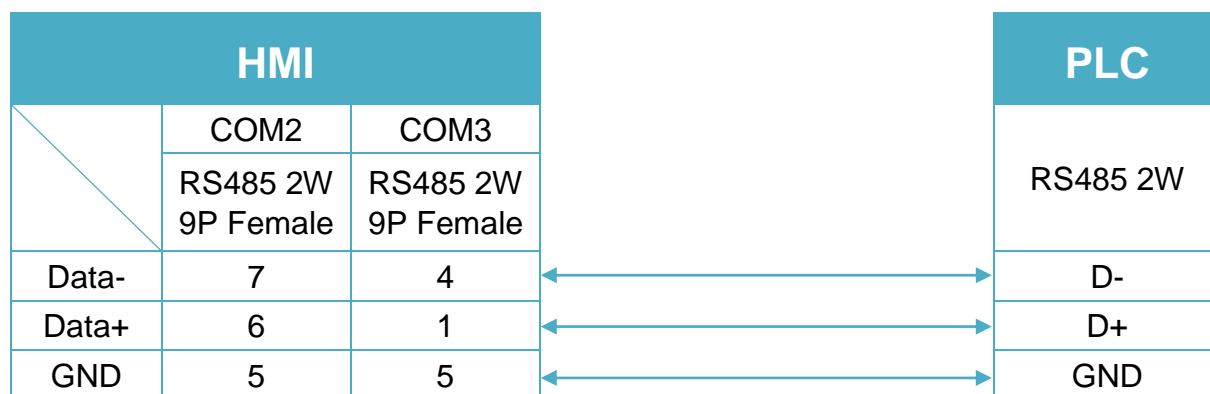 HMI PLC
COM2 COM3
RS485 2W RS485 2W RS485 2W
9P Female 9P Female
Data- 7 4 D-
Data+ 6 1 D+
GND 5 5 GND